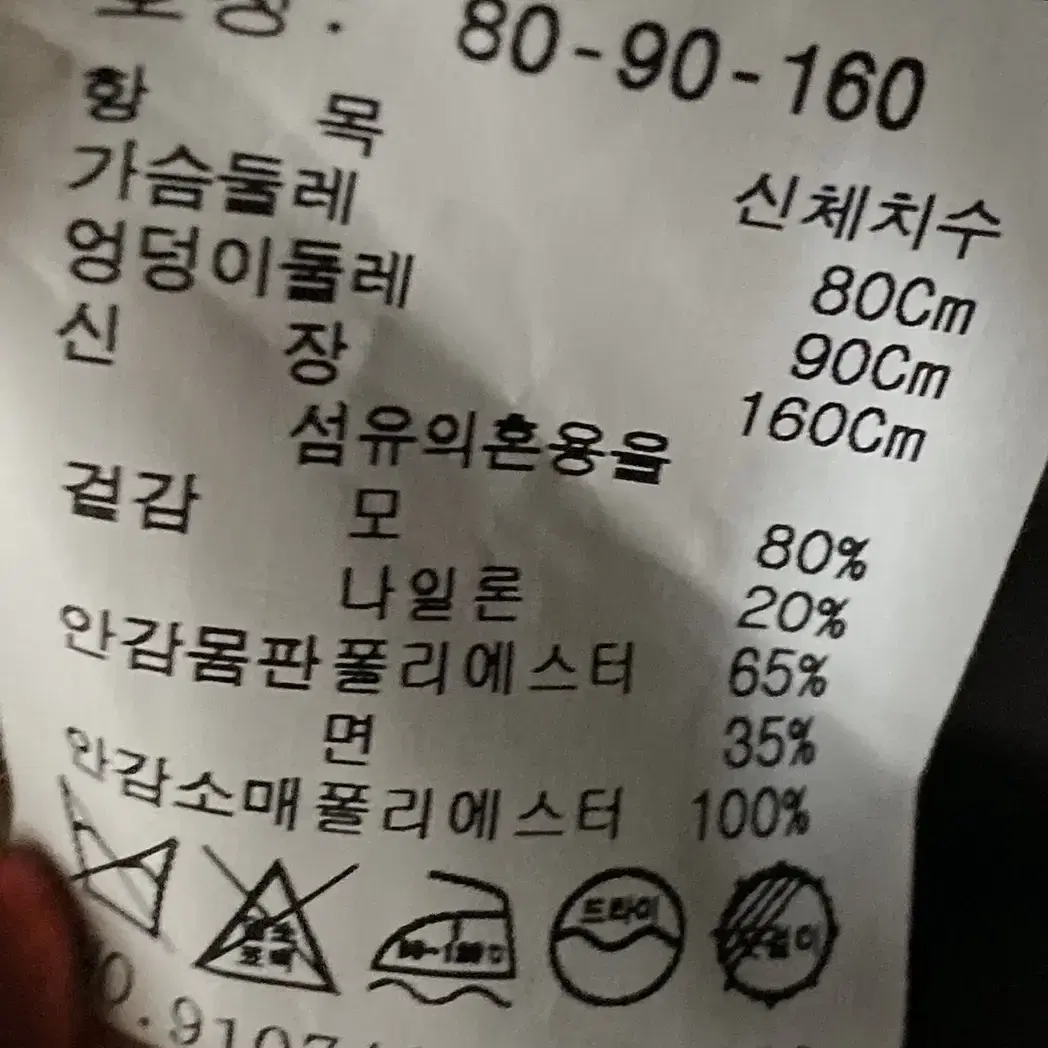 80-90-160
항 목 신체치수
가슴둘레 80Cm
엉덩이둘레 90Cm
신 장 160Cm
섬유의혼용율
겉감 모 80%
나일론 20%
안감몸판 폴리에스터 65%
면 35%
안감소매 폴리에스터 100%
드라이